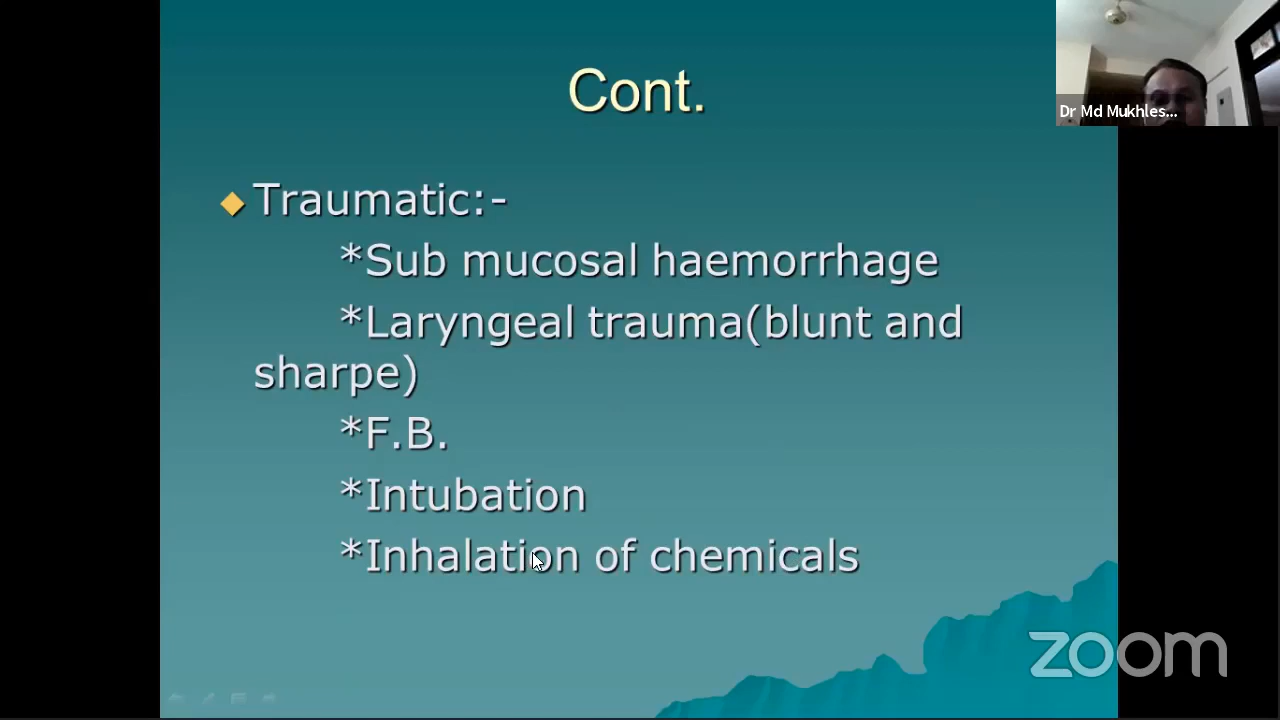 Cont.
Dr Md Mukhles...
Traumatic:-
*Sub mucosal haemorrhage
*Laryngeal trauma(blunt and
sharpe)
*F.B.
*Intubation
*Inhalation of chemicals
zoom